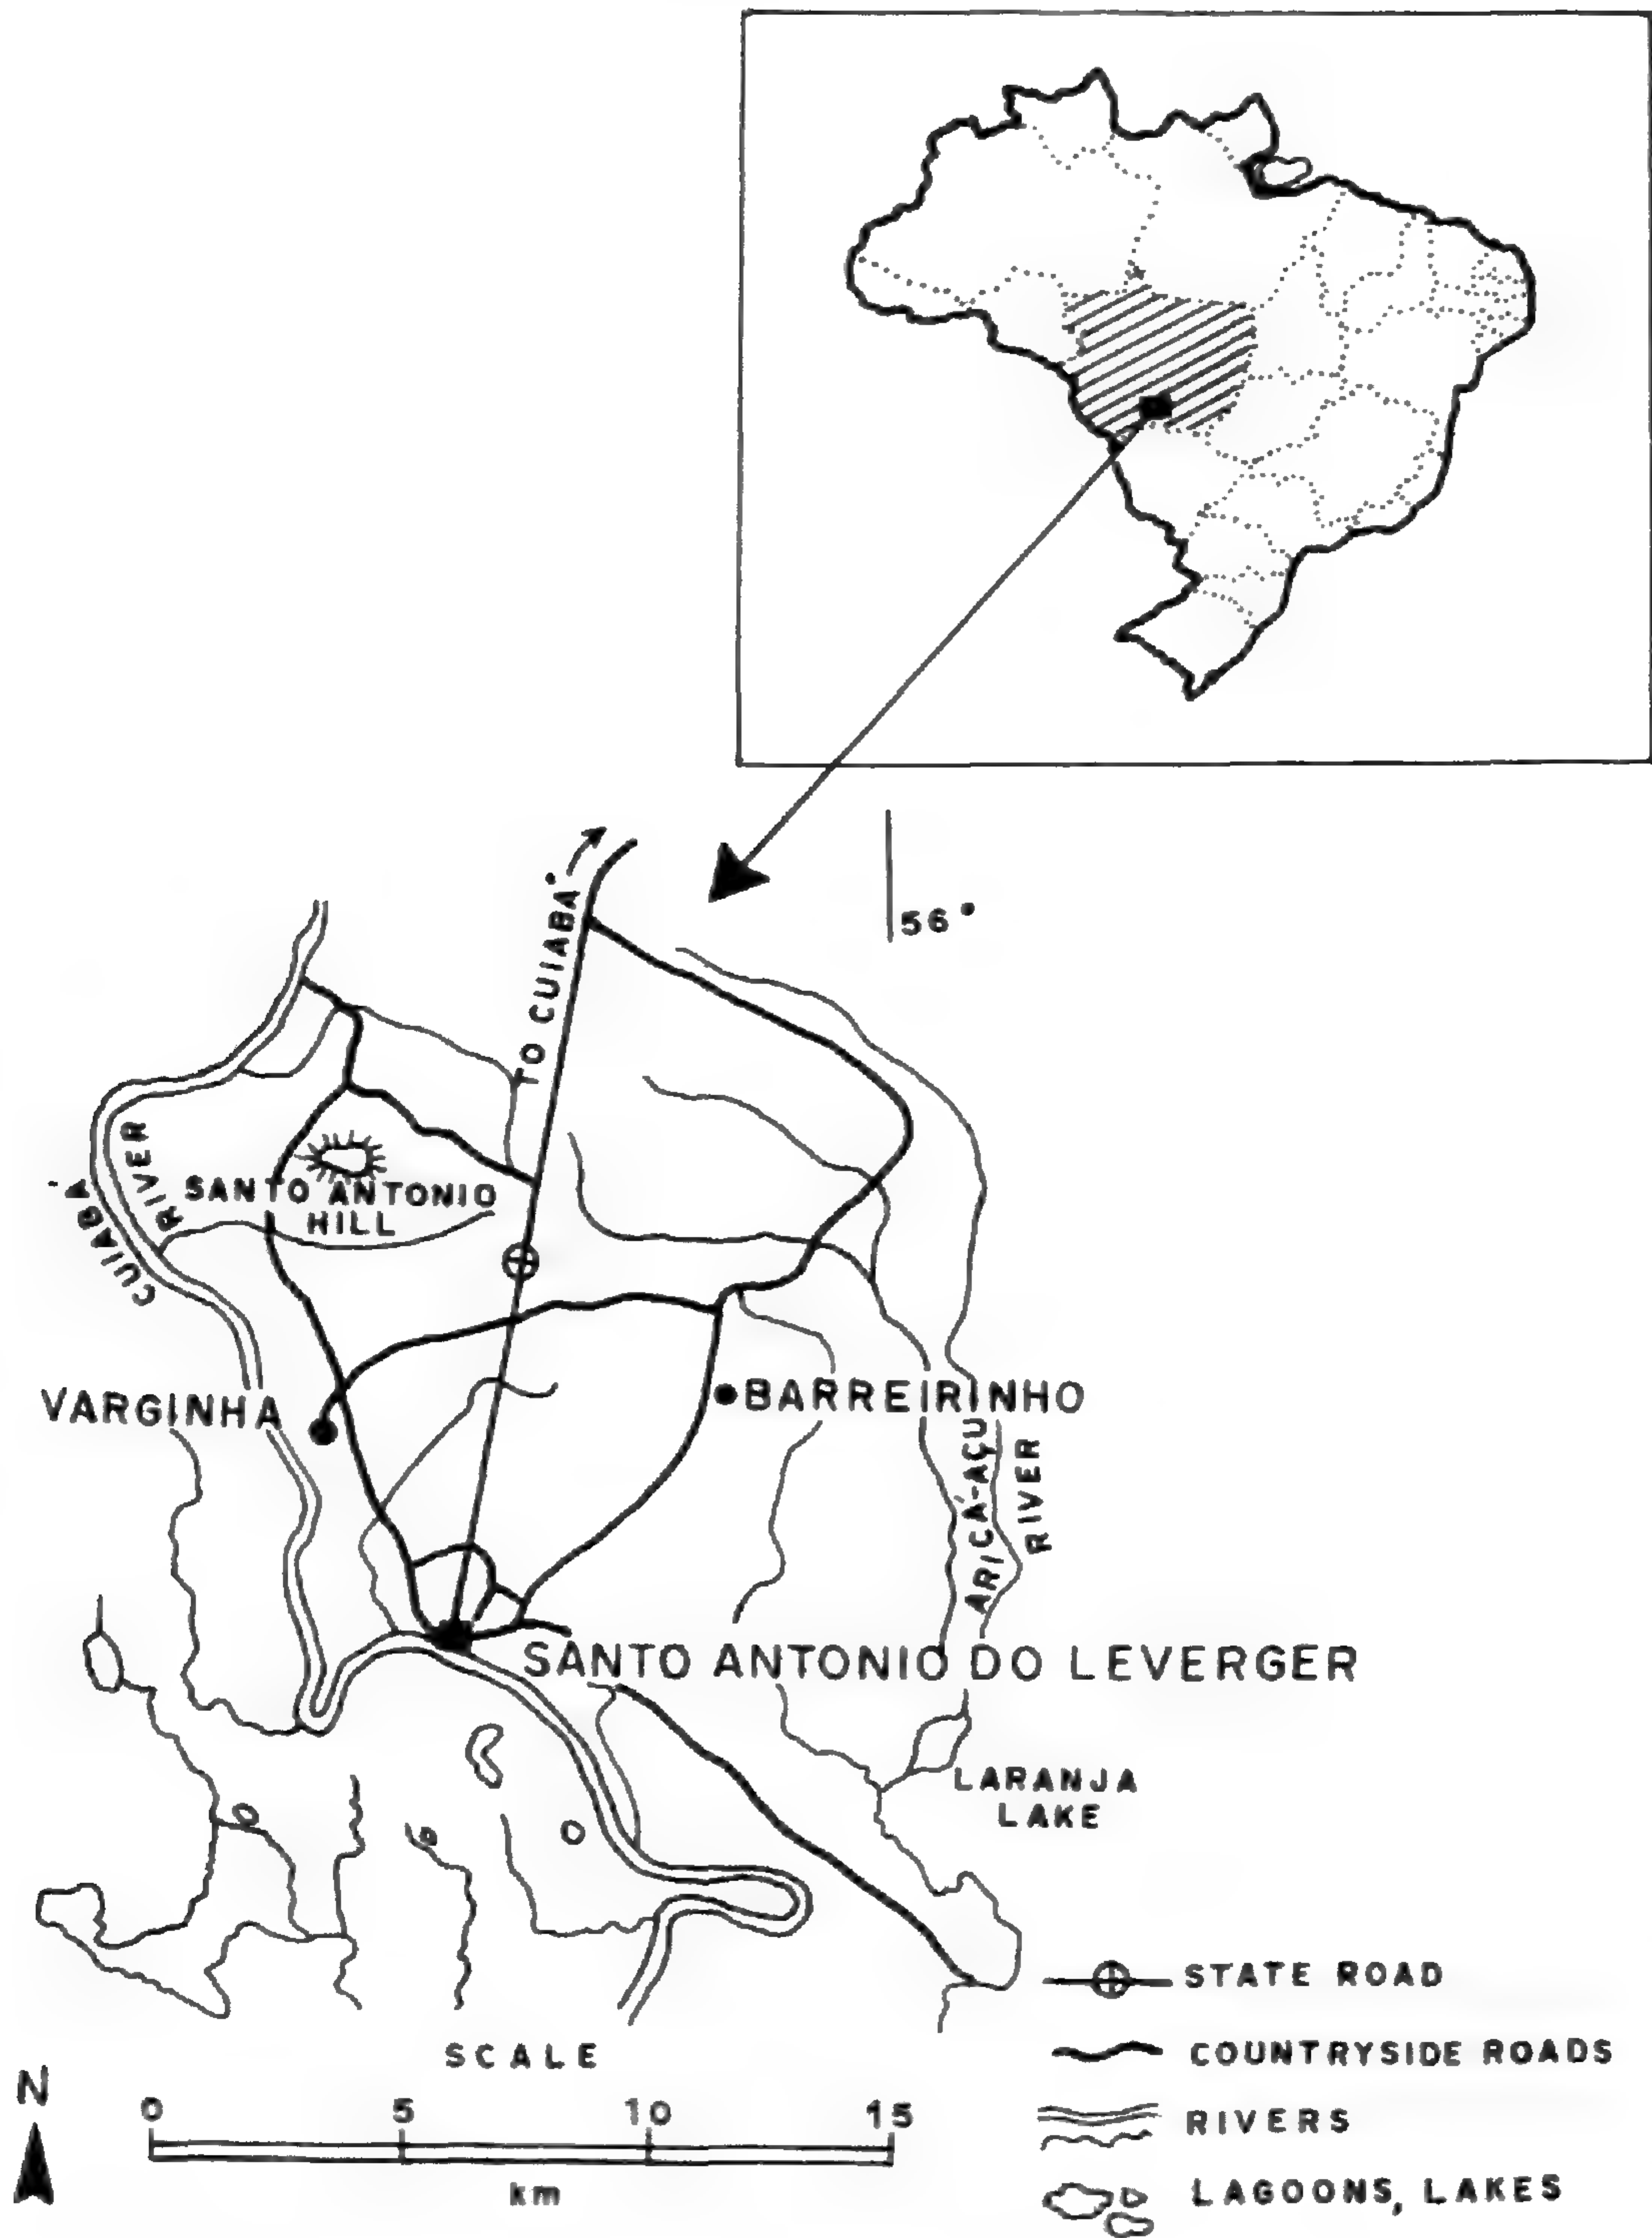 56°
TO CUIABÁ
CUIABÁ
RIVER
SANTO ANTONIO
HILL
VARGINHA
BARREIRINHO
ARICÁ-AÇU
RIVER
SANTO ANTONIO DO LEVERGER
LARANJA
LAKE
STATE ROAD
COUNTRYSIDE ROADS
RIVERS
LAGOONS, LAKES
SCALE
N
0 5 10 15
km